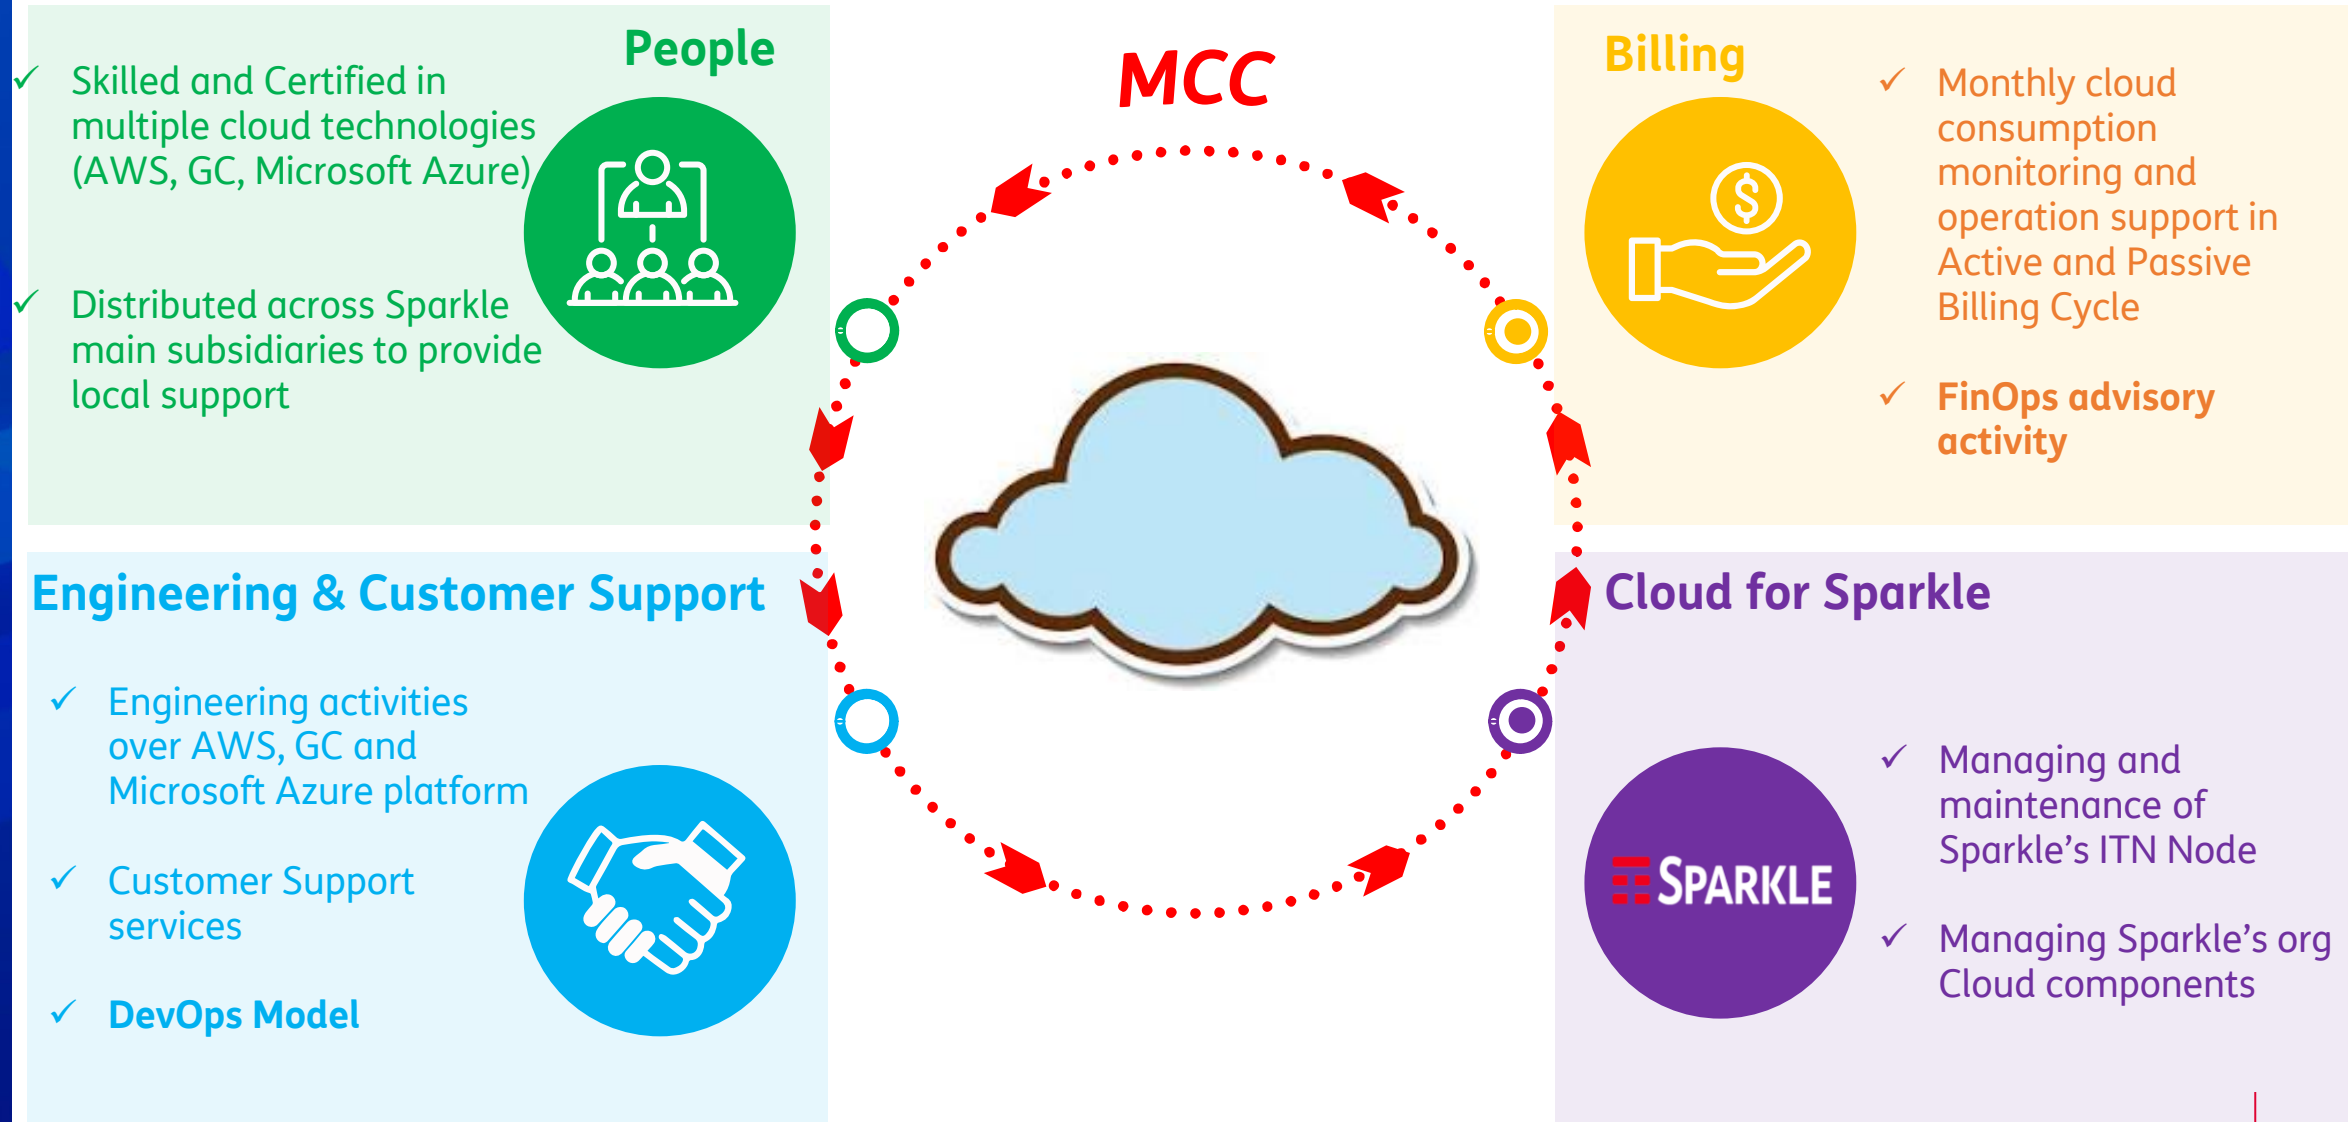 People
Skilled and Certified in
multiple cloud technologies
(AWS, GC, Microsoft Azure)
Distributed across Sparkle
main subsidiaries to provide
local support
MCC
Billing
Monthly cloud
consumption
monitoring and
operation support in
Active and Passive
Billing Cycle
FinOps advisory
activity
Engineering & Customer Support
Engineering activities
over AWS, GC and
Microsoft Azure platform
Customer Support
services
DevOps Model
Cloud for Sparkle
SPARKLE
Managing and
maintenance of
Sparkle’s ITN Node
Managing Sparkle’s org
Cloud components